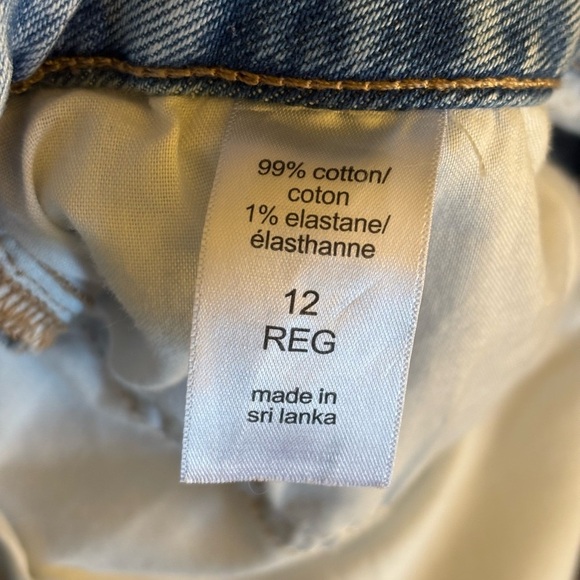 99% cotton/
coton
1% elastane/
élasthanne
12
REG
made in
sri lanka